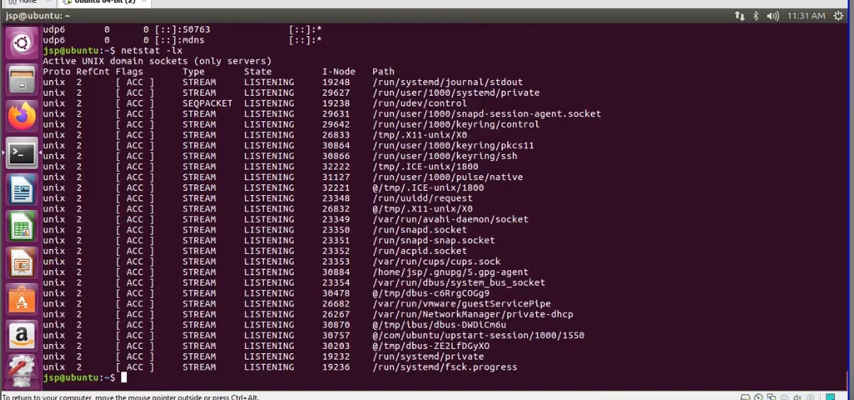 Home
Ubuntu 64-bit (2)
jsp@ubuntu: ~
11:31 AM
udp6 0 0 [::]:50763 [::]:*
udp6 0 0 [::]:mdns [::]:*
jsp@ubuntu:~$ netstat -lx
Active UNIX domain sockets (only servers)
Proto RefCnt Flags Type State I-Node Path
unix 2 [ ACC ] STREAM LISTENING 19248 /run/systemd/journal/stdout
unix 2 [ ACC ] STREAM LISTENING 29627 /run/user/1000/systemd/private
unix 2 [ ACC ] SEQPACKET LISTENING 19238 /run/udev/control
unix 2 [ ACC ] STREAM LISTENING 29631 /run/user/1000/snapd-session-agent.socket
unix 2 [ ACC ] STREAM LISTENING 29642 /run/user/1000/keyring/control
unix 2 [ ACC ] STREAM LISTENING 26833 /tmp/.X11-unix/X0
unix 2 [ ACC ] STREAM LISTENING 30864 /run/user/1000/keyring/pkcs11
unix 2 [ ACC ] STREAM LISTENING 30866 /run/user/1000/keyring/ssh
unix 2 [ ACC ] STREAM LISTENING 32222 /tmp/.ICE-unix/1800
unix 2 [ ACC ] STREAM LISTENING 31127 /run/user/1000/pulse/native
unix 2 [ ACC ] STREAM LISTENING 32221 @/tmp/.ICE-unix/1800
unix 2 [ ACC ] STREAM LISTENING 23348 /run/uuidd/request
unix 2 [ ACC ] STREAM LISTENING 26832 @/tmp/.X11-unix/X0
unix 2 [ ACC ] STREAM LISTENING 23349 /var/run/avahi-daemon/socket
unix 2 [ ACC ] STREAM LISTENING 23350 /run/snapd.socket
unix 2 [ ACC ] STREAM LISTENING 23351 /run/snapd-snap.socket
unix 2 [ ACC ] STREAM LISTENING 23352 /run/acpid.socket
unix 2 [ ACC ] STREAM LISTENING 23353 /var/run/cups/cups.sock
unix 2 [ ACC ] STREAM LISTENING 30884 /home/jsp/.gnupg/S.gpg-agent
unix 2 [ ACC ] STREAM LISTENING 23354 /var/run/dbus/system_bus_socket
unix 2 [ ACC ] STREAM LISTENING 30478 @/tmp/dbus-c6RrgCOGg9
unix 2 [ ACC ] STREAM LISTENING 26682 /var/run/vmware/guestServicePipe
unix 2 [ ACC ] STREAM LISTENING 26267 /var/run/NetworkManager/private-dhcp
unix 2 [ ACC ] STREAM LISTENING 30870 @/tmp/ibus/dbus-DWDiCm6u
unix 2 [ ACC ] STREAM LISTENING 30757 @/com/ubuntu/upstart-session/1000/1550
unix 2 [ ACC ] STREAM LISTENING 30203 @/tmp/dbus-ZE2LfDGyXO
unix 2 [ ACC ] STREAM LISTENING 19232 /run/systemd/private
unix 2 [ ACC ] STREAM LISTENING 19236 /run/systemd/fsck.progress
jsp@ubuntu:~$
To return to your computer, move the mouse pointer outside or press Ctrl+Alt.